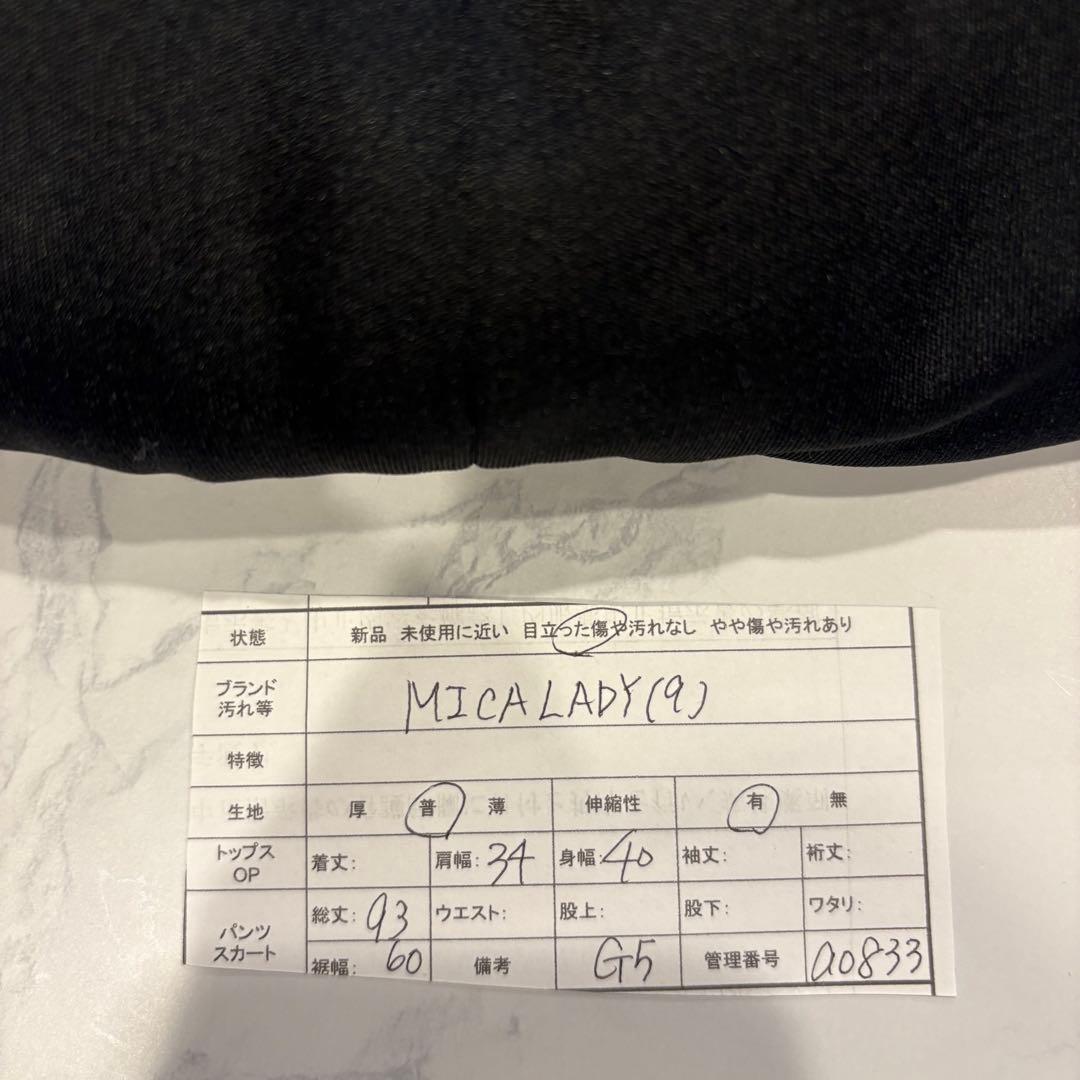 状態 新品 未使用に近い 目立った傷や汚れなし やや傷や汚れあり
ブランド
汚れ等 MICALADY(9)
特徴
生地 厚 普 薄 伸縮性 有 無
トップス
OP 着丈: 肩幅:34 身幅:40 袖丈: 裄丈:
パンツ
スカート 総丈:93 ウエスト: 股上: 股下: ワタリ:
裾幅: 60 備考 G5 管理番号 a0833